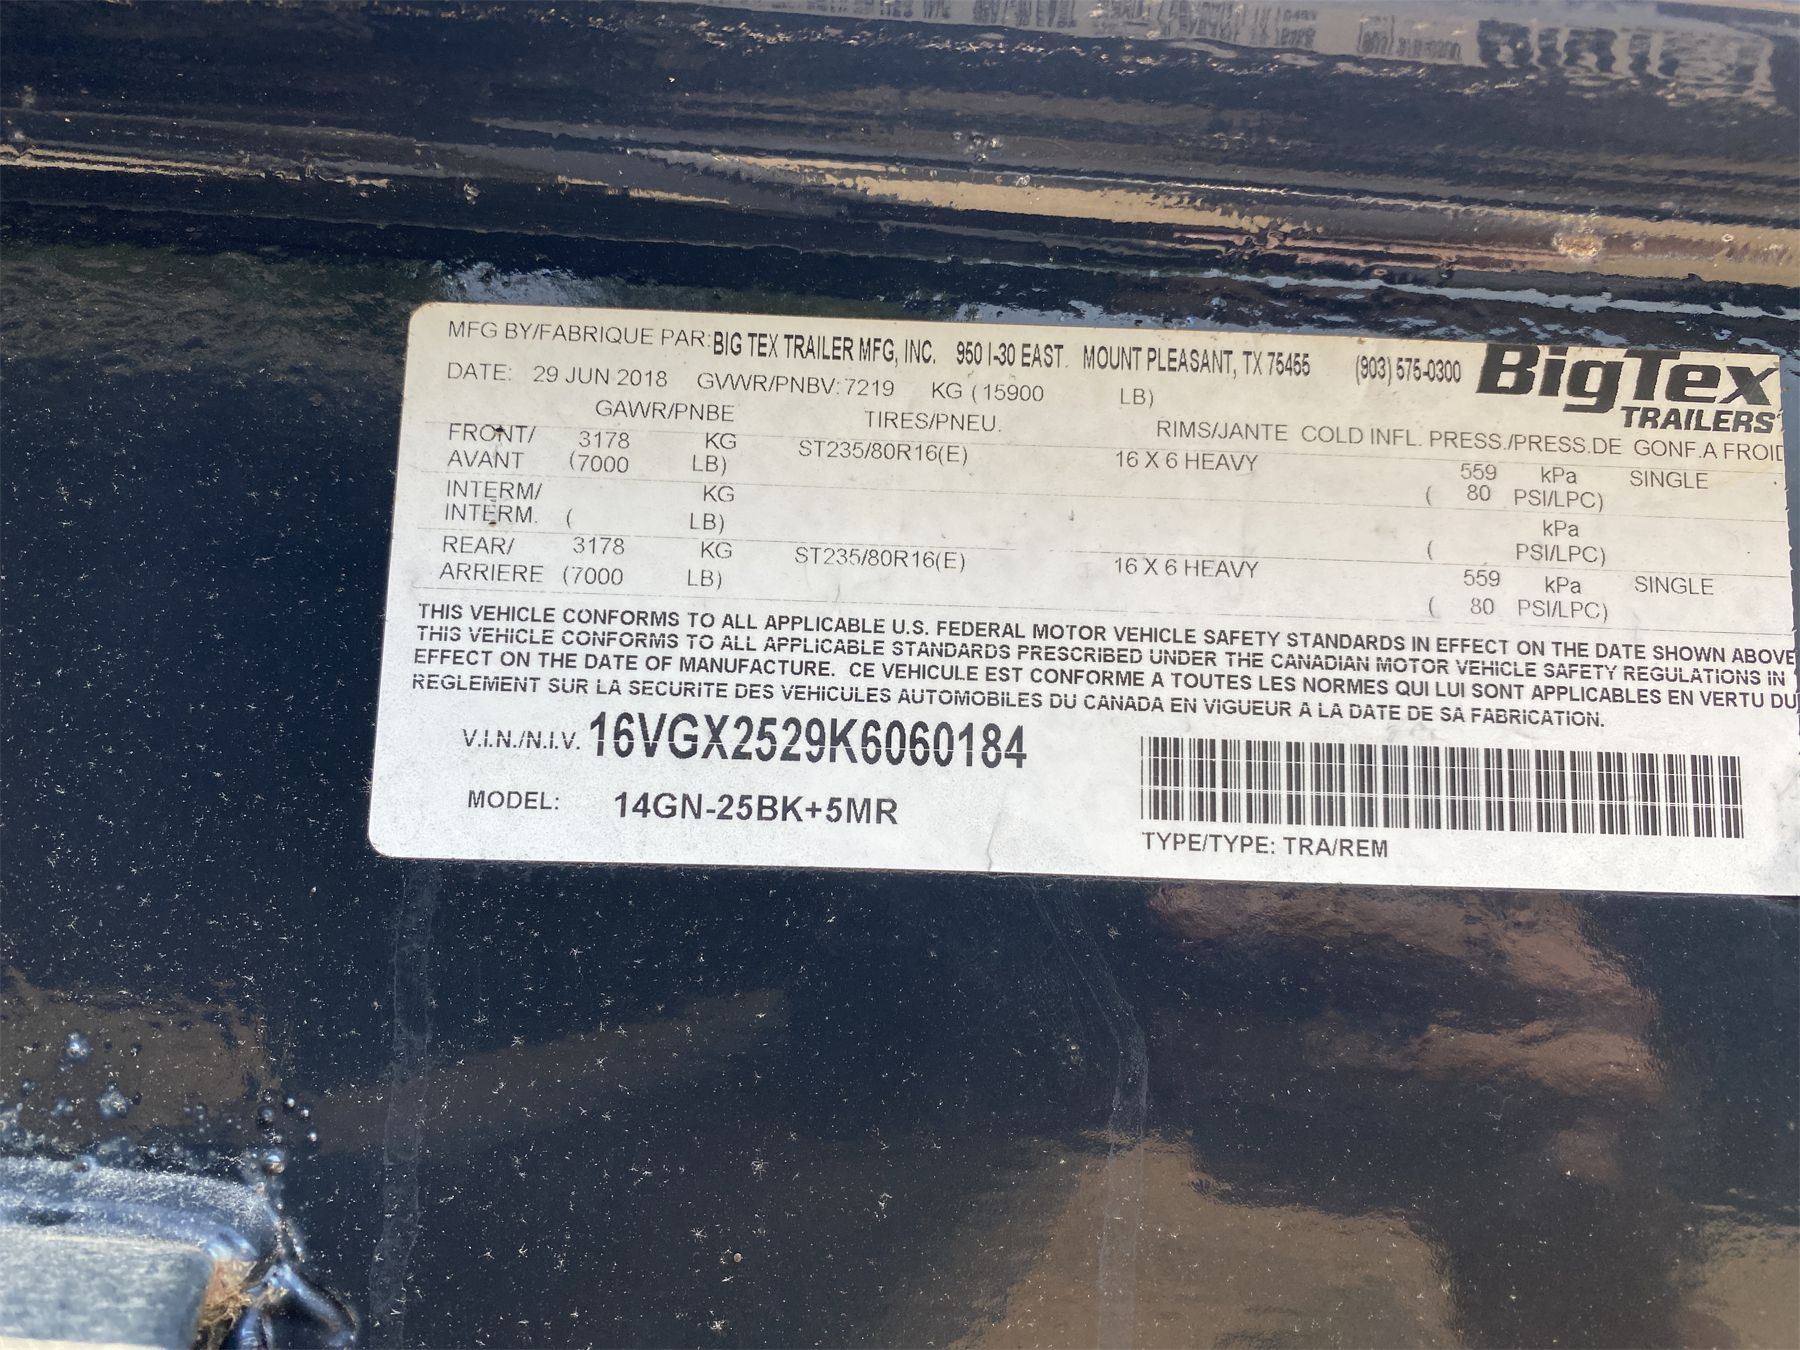 MFG BY/FABRIQUE PAR: BIG TEX TRAILER MFG, INC. 950 I-30 EAST. MOUNT PLEASANT, TX 75455 (903) 575-0300
BigTex
TRAILERS
DATE: 29 JUN 2018 GVWR/PNBV: 7219 KG (15900 LB)
GAWR/PNBE TIRES/PNEU. RIMS/JANTE COLD INFL. PRESS./PRESS.DE GONF.A FROID
FRONT/ 3178 KG ST235/80R16(E) 16 X 6 HEAVY 559 kPa SINGLE
AVANT (7000 LB) ( 80 PSI/LPC)
INTERM/ KG kPa
INTERM. ( LB) ( PSI/LPC)
REAR/ 3178 KG ST235/80R16(E) 16 X 6 HEAVY 559 kPa SINGLE
ARRIERE (7000 LB) ( 80 PSI/LPC)
THIS VEHICLE CONFORMS TO ALL APPLICABLE U.S. FEDERAL MOTOR VEHICLE SAFETY STANDARDS IN EFFECT ON THE DATE SHOWN ABOVE
THIS VEHICLE CONFORMS TO ALL APPLICABLE STANDARDS PRESCRIBED UNDER THE CANADIAN MOTOR VEHICLE SAFETY REGULATIONS IN
EFFECT ON THE DATE OF MANUFACTURE. CE VEHICULE EST CONFORME A TOUTES LES NORMES QUI LUI SONT APPLICABLES EN VERTU DU
REGLEMENT SUR LA SECURITE DES VEHICULES AUTOMOBILES DU CANADA EN VIGUEUR A LA DATE DE SA FABRICATION.
V.I.N./N.I.V. 16VGX2529K6060184
MODEL: 14GN-25BK+5MR
TYPE/TYPE: TRA/REM